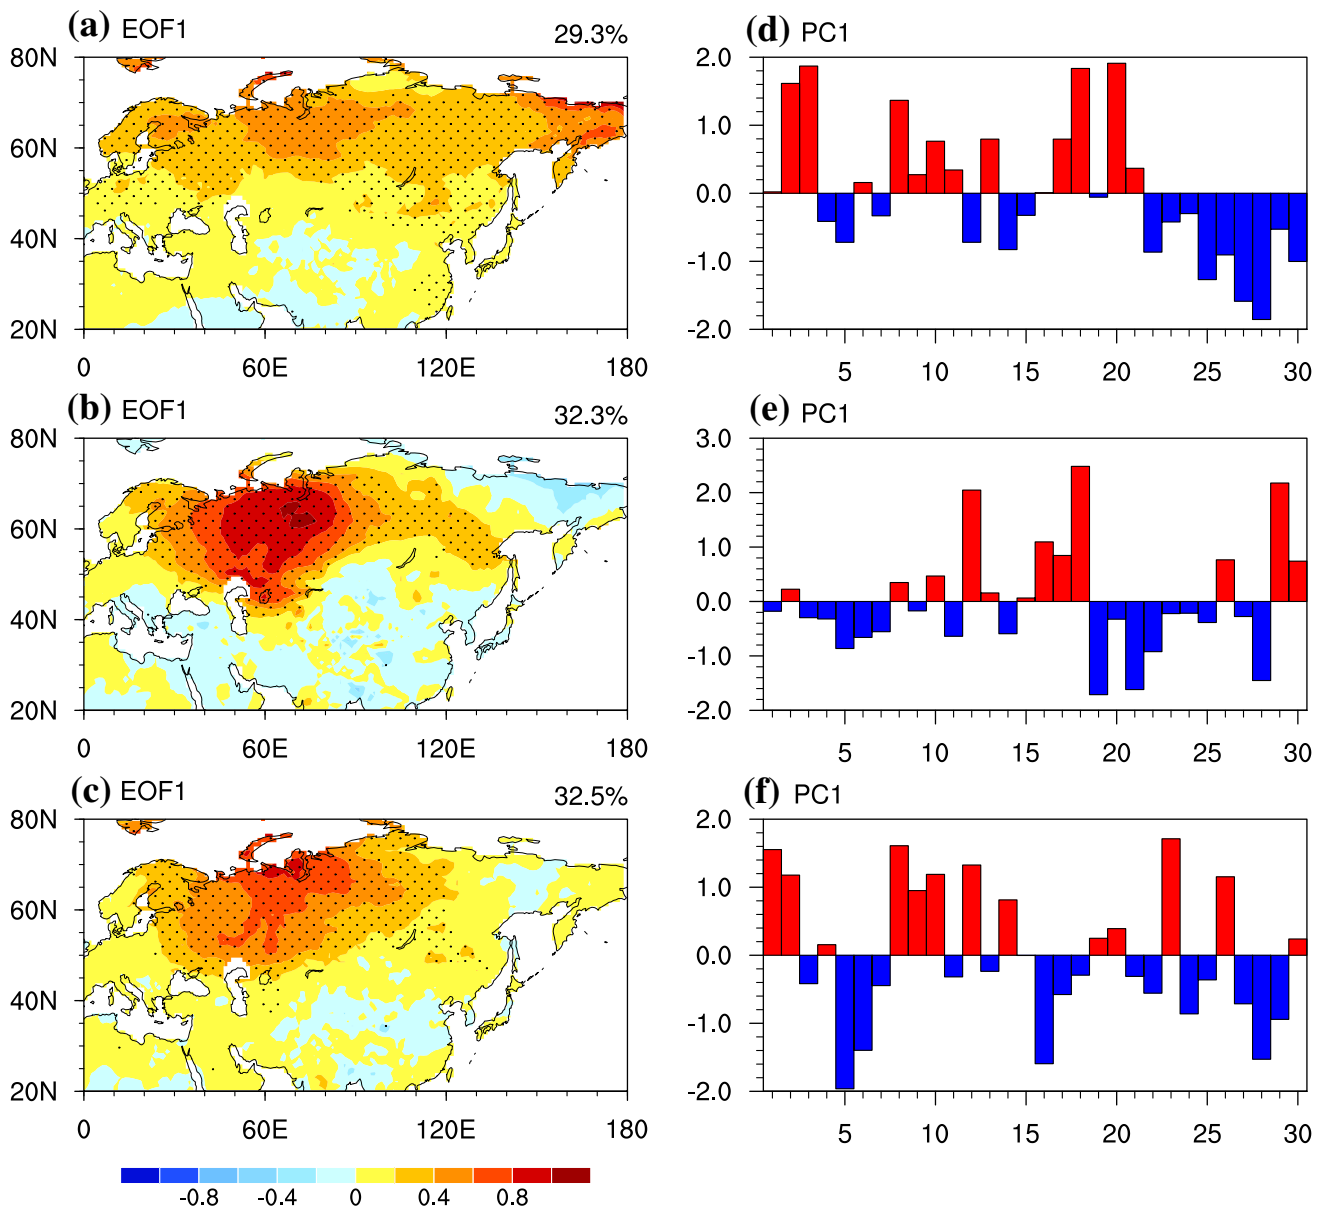 (a) EOF1 29.3%
80N
60N
40N
20N
0 60E 120E 180
(d) PC1
2.0
1.0
0.0
-1.0
-2.0
5 10 15 20 25 30
(b) EOF1 32.3%
80N
60N
40N
20N
0 60E 120E 180
(e) PC1
3.0
2.0
1.0
0.0
-1.0
-2.0
5 10 15 20 25 30
(c) EOF1 32.5%
80N
60N
40N
20N
0 60E 120E 180
(f) PC1
2.0
1.0
0.0
-1.0
-2.0
5 10 15 20 25 30
-0.8 -0.4 0 0.4 0.8